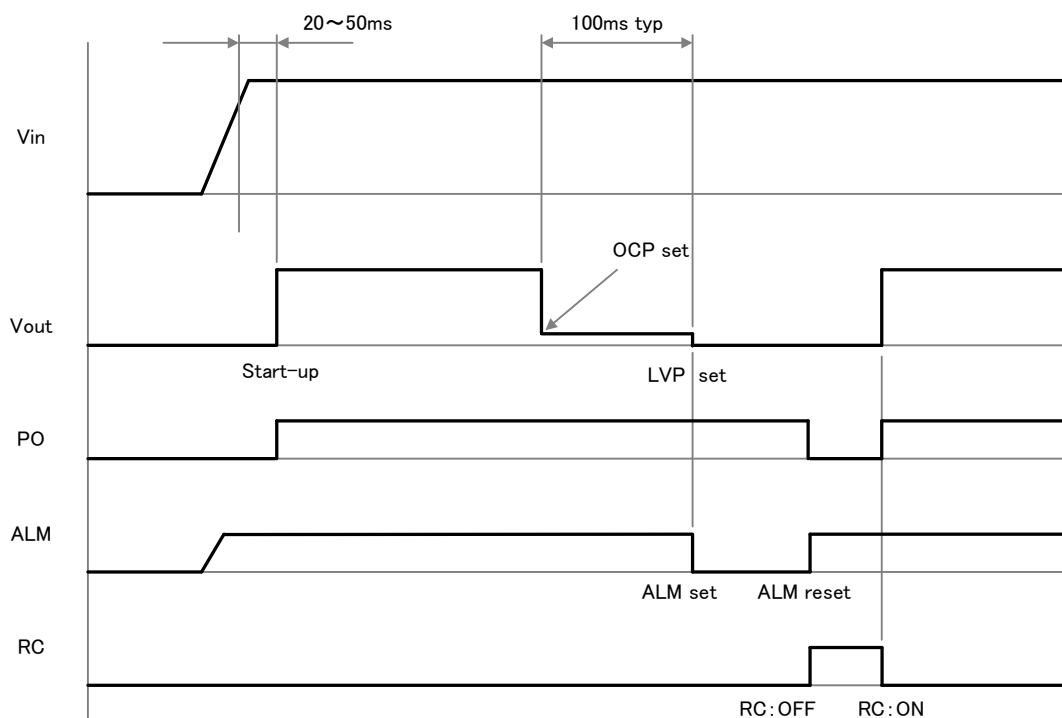 20～50ms
100ms typ
Vin
OCP set
Vout
Start-up
LVP set
PO
ALM
ALM set
ALM reset
RC
RC:OFF
RC:ON